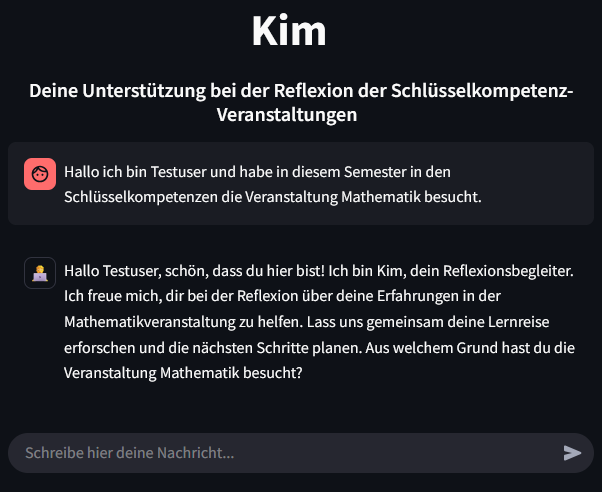 Kim
Deine Unterstützung bei der Reflexion der Schlüsselkompetenz-
Veranstaltungen
Hallo ich bin Testuser und habe in diesem Semester in den
Schlüsselkompetenzen die Veranstaltung Mathematik besucht.
Hallo Testuser, schön, dass du hier bist! Ich bin Kim, dein Reflexionsbegleiter.
Ich freue mich, dir bei der Reflexion über deine Erfahrungen in der
Mathematikveranstaltung zu helfen. Lass uns gemeinsam deine Lernreise
erforschen und die nächsten Schritte planen. Aus welchem Grund hast du die
Veranstaltung Mathematik besucht?
Schreibe hier deine Nachricht...